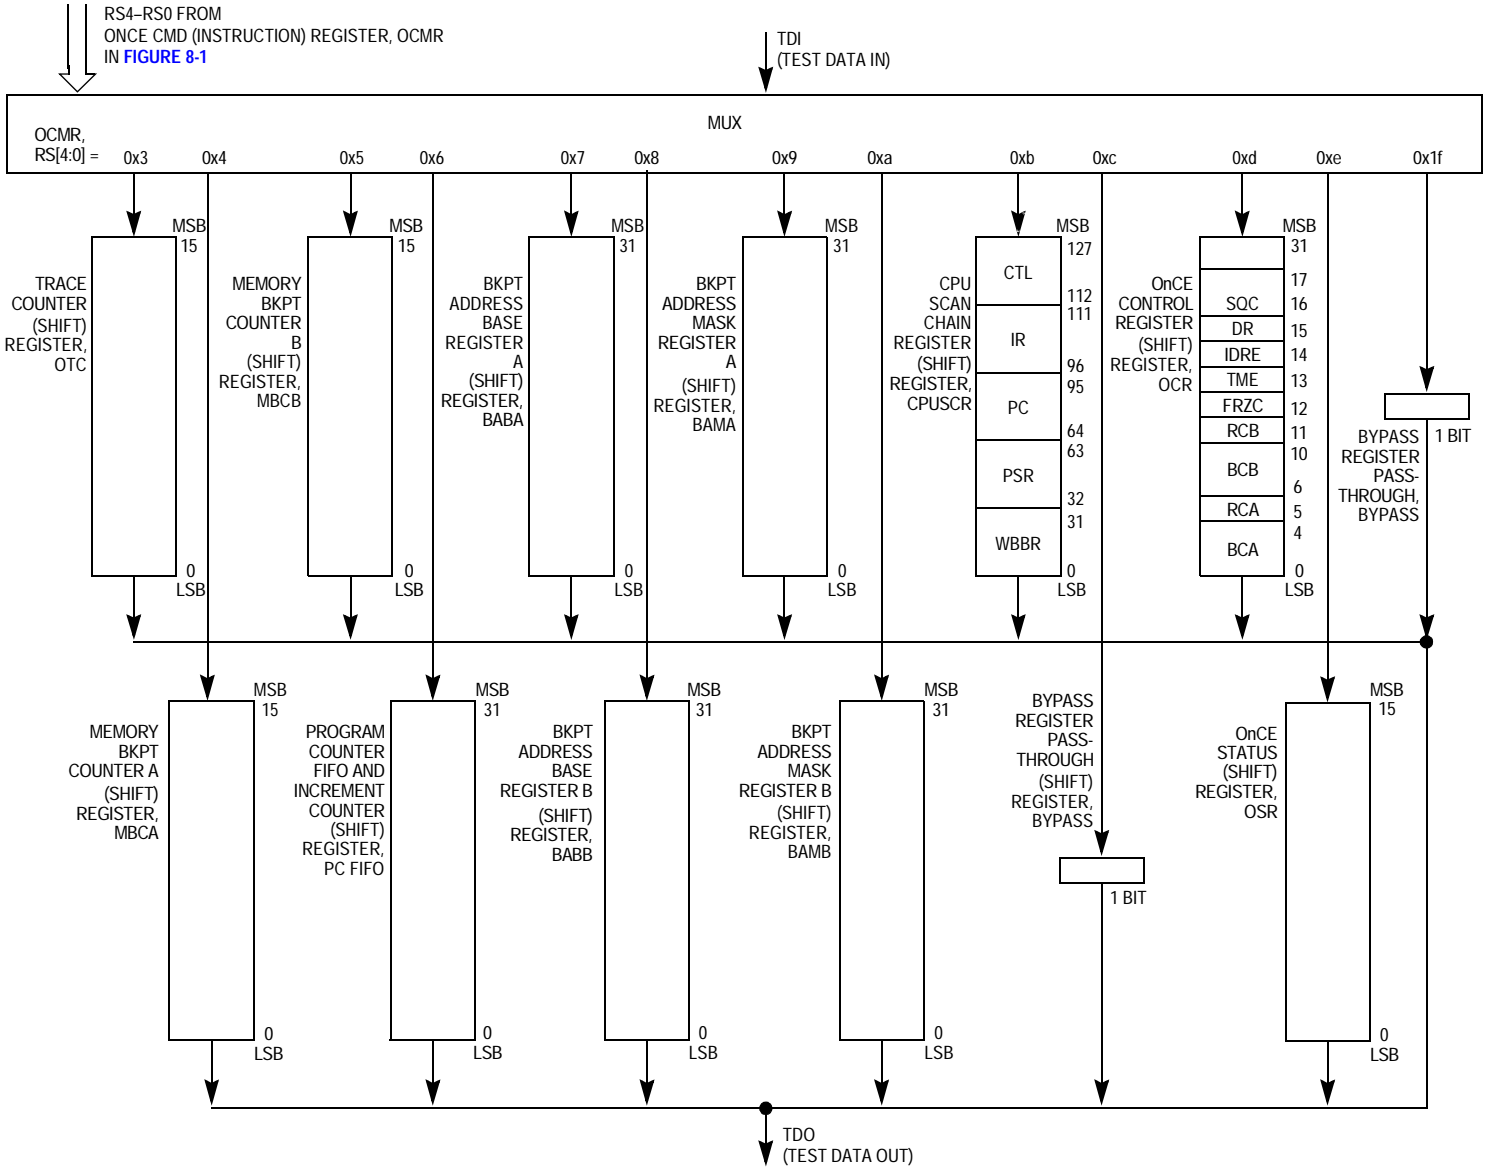 RS4–RS0 FROM
ONCE CMD (INSTRUCTION) REGISTER, OCMR
IN FIGURE 8-1
TDI
(TEST DATA IN)
MUX
OCMR,
RS[4:0] =
0x3
0x4
0x5
0x6
0x7
0x8
0x9
0xa
0xb
0xc
0xd
0xe
0x1f
TRACE
COUNTER
(SHIFT)
REGISTER,
OTC
MSB
15
0
LSB
MEMORY
BKPT
COUNTER
B
(SHIFT)
REGISTER,
MBCB
MSB
15
0
LSB
BKPT
ADDRESS
BASE
REGISTER
A
(SHIFT)
REGISTER,
BABA
MSB
31
0
LSB
BKPT
ADDRESS
MASK
REGISTER
A
(SHIFT)
REGISTER,
BAMA
MSB
31
0
LSB
CPU
SCAN
CHAIN
REGISTER
(SHIFT)
REGISTER,
CPUSCR
CTL
IR
PC
PSR
WBBR
MSB
127
112
111
96
95
64
63
32
31
0
LSB
OnCE
CONTROL
REGISTER
(SHIFT)
REGISTER,
OCR
SQC
DR
IDRE
TME
FRZC
RCB
BCB
RCA
BCA
MSB
31
17
16
15
14
13
12
11
10
6
5
4
0
LSB
BYPASS
REGISTER
PASS-
THROUGH,
BYPASS
1 BIT
MEMORY
BKPT
COUNTER A
(SHIFT)
REGISTER,
MBCA
MSB
15
0
LSB
PROGRAM
COUNTER
FIFO AND
INCREMENT
COUNTER
(SHIFT)
REGISTER,
PC FIFO
MSB
31
0
LSB
BKPT
ADDRESS
BASE
REGISTER B
(SHIFT)
REGISTER,
BABB
MSB
31
0
LSB
BKPT
ADDRESS
MASK
REGISTER B
(SHIFT)
REGISTER,
BAMB
MSB
31
0
LSB
BYPASS
REGISTER
PASS-
THROUGH
(SHIFT)
REGISTER,
BYPASS
1 BIT
OnCE
STATUS
(SHIFT)
REGISTER,
OSR
MSB
15
0
LSB
TDO
(TEST DATA OUT)